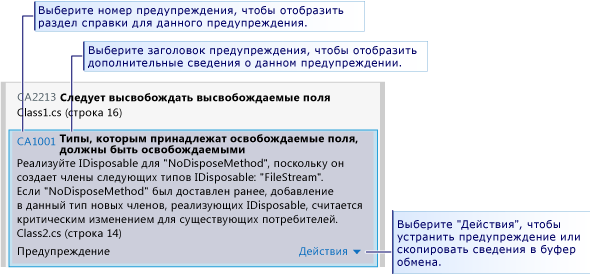 Выберите номер предупреждения, чтобы отобразить
раздел справки для данного предупреждения.
Выберите заголовок предупреждения, чтобы отобразить
дополнительные сведения о данном предупреждении.
CA2213 Следует высвобождать высвобождаемые поля
Class1.cs (строка 16)
CA1001 Типы, которым принадлежат освобождаемые поля,
должны быть освобождаемыми
Реализуйте IDisposable для "NoDisposeMethod", поскольку он
создает члены следующих типов IDisposable: "FileStream".
Если "NoDisposeMethod" был доставлен ранее, добавление
в данный тип новых членов, реализующих IDisposable, считается
критическим изменением для существующих потребителей.
Class2.cs (строка 14)
Предупреждение Действия
Выберите "Действия", чтобы
устранить предупреждение или
скопировать сведения в буфер
обмена.